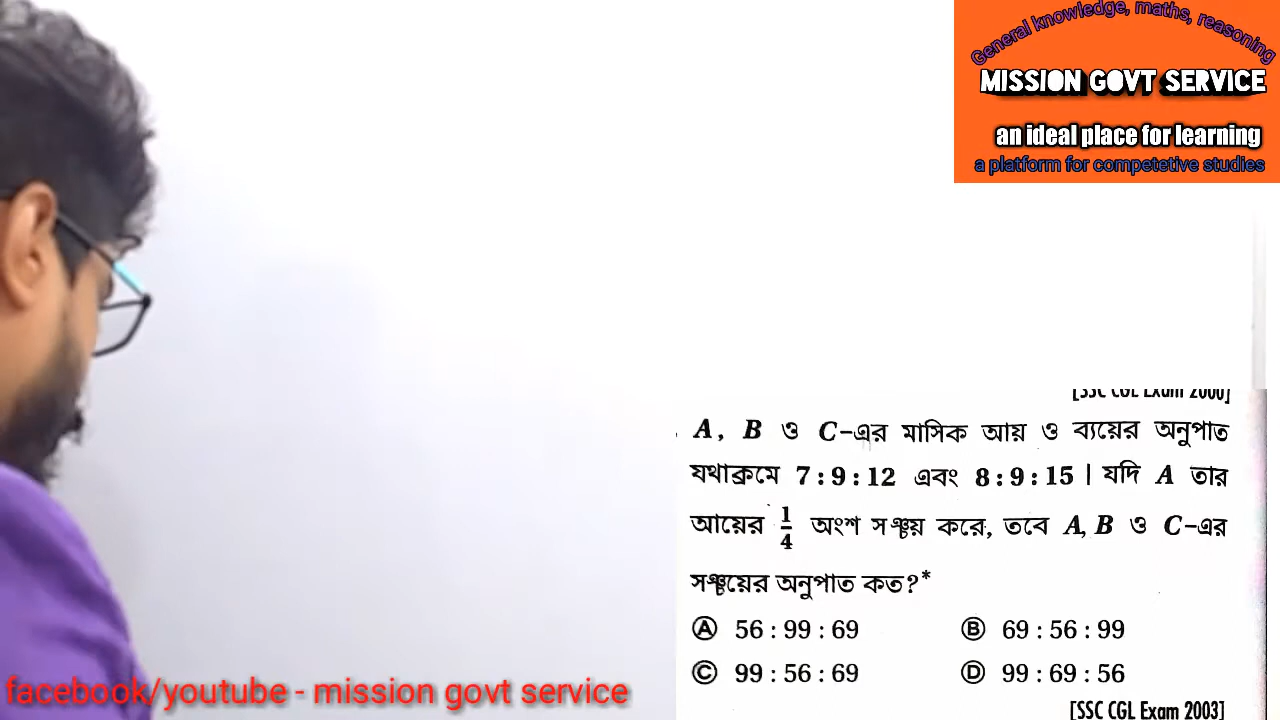 General knowledge, maths, reasoning
MISSION GOVT SERVICE
an ideal place for learning
a platform for competetive studies
[SSC CGL Exam 2000]
A, B ও C-এর মাসিক আয় ও ব্যয়ের অনুপাত
যথাক্রমে 7 : 9 : 12 এবং 8 : 9 : 15 | যদি A তার
আয়ের 1/4 অংশ সঞ্চয় করে, তবে A, B ও C-এর
সঞ্চয়ের অনুপাত কত?*
Ⓐ 56 : 99 : 69 Ⓑ 69 : 56 : 99
Ⓒ 99 : 56 : 69 Ⓓ 99 : 69 : 56
[SSC CGL Exam 2003]
facebook/youtube - mission govt service